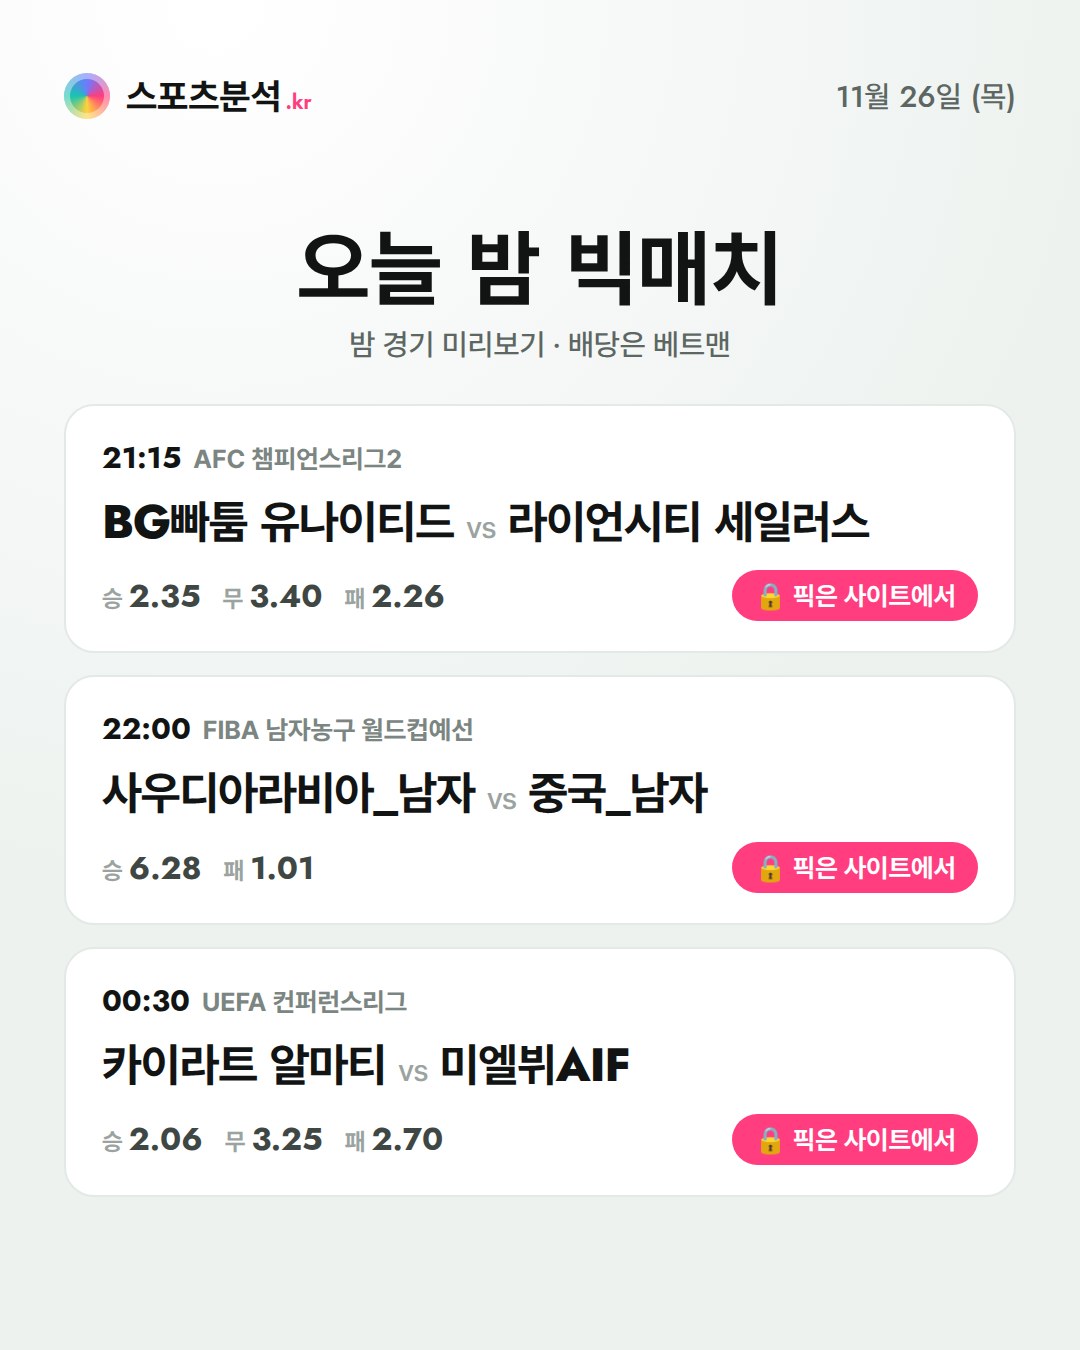 스포츠분석.kr
11월 26일 (목)
오늘 밤 빅매치
밤 경기 미리보기 · 배당은 베트맨
21:15 AFC 챔피언스리그2
BG빠툼 유나이티드 vs 라이언시티 세일러스
승 2.35 무 3.40 패 2.26
🔒 픽은 사이트에서
22:00 FIBA 남자농구 월드컵예선
사우디아라비아_남자 vs 중국_남자
승 6.28 패 1.01
🔒 픽은 사이트에서
00:30 UEFA 컨퍼런스리그
카이라트 알마티 vs 미엘뷔AIF
승 2.06 무 3.25 패 2.70
🔒 픽은 사이트에서